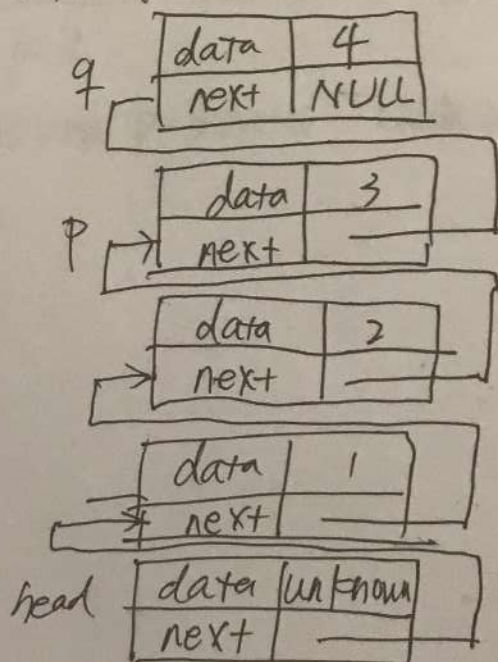 q
data 4
next NULL
p
data 3
next
data 2
next
data 1
next
head
data unknown
next